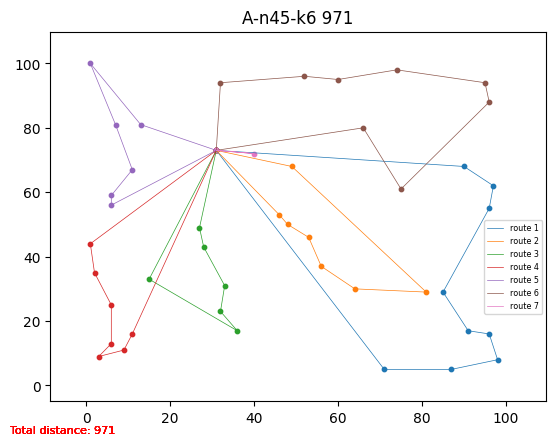 A-n45-k6 971
100
80
60
40
20
0
0 20 40 60 80 100
route 1
route 2
route 3
route 4
route 5
route 6
route 7
Total distance: 971